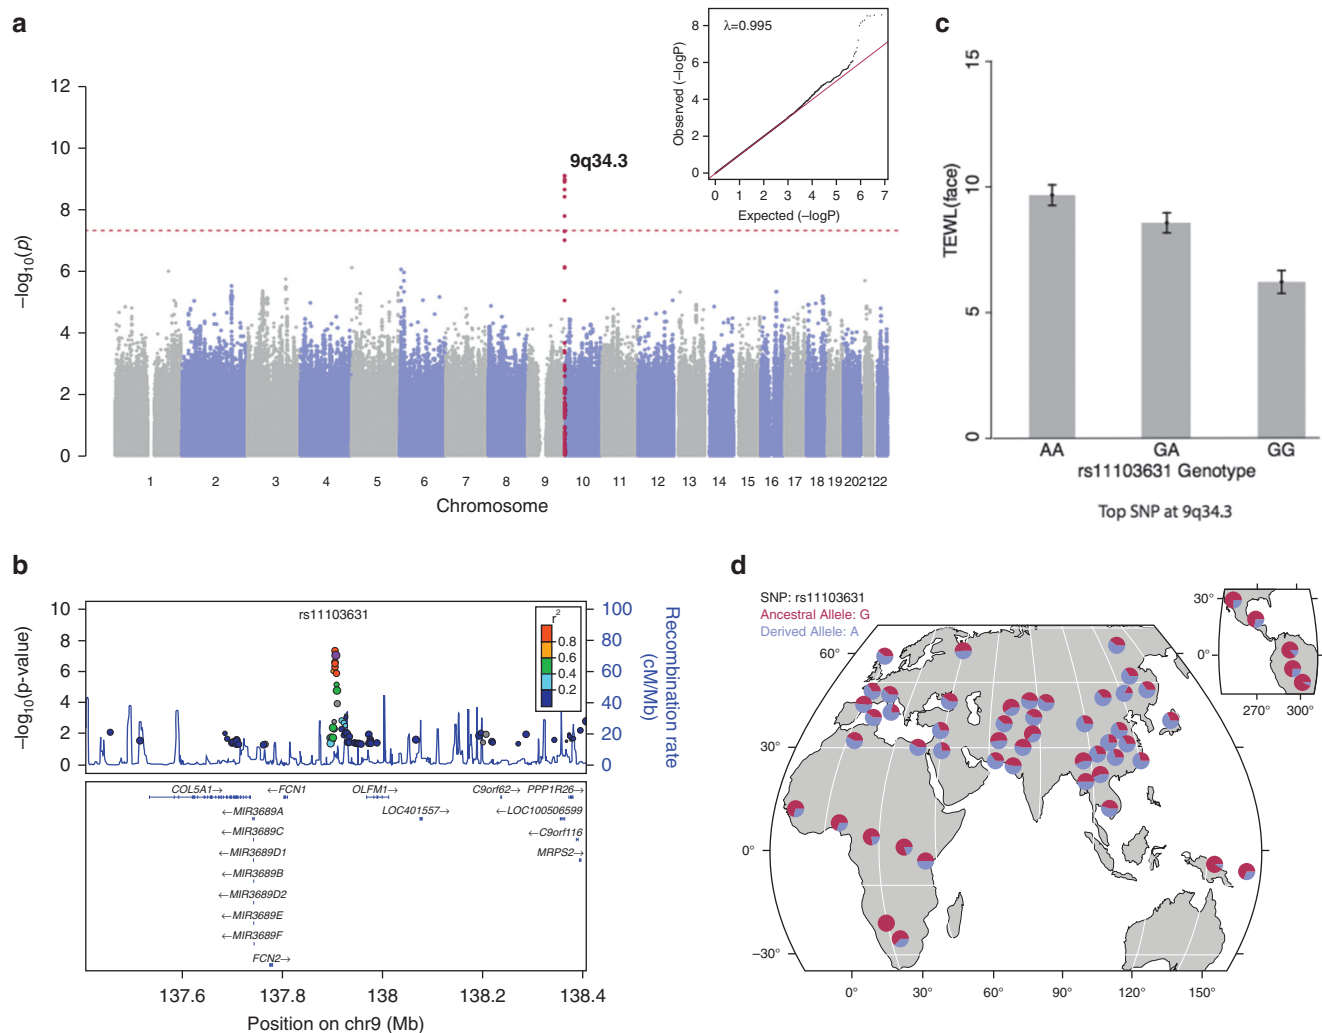 a
12
10
8
6
4
2
0
–log10(p)
9q34.3
1 2 3 4 5 6 7 8 9 10 11 12 13 14 15 16 17 18 19 202122
Chromosome
λ=0.995
8
6
4
2
0
Observed (–logP)
0 1 2 3 4 5 6 7
Expected (–logP)
c
15
10
5
0
TEWL(face)
AA GA GG
rs11103631 Genotype
Top SNP at 9q34.3
b
rs11103631
10
8
6
4
2
0
–log10(p-value)
r2
0.8
0.6
0.4
0.2
100
80
60
40
20
0
Recombination rate
(cM/Mb)
COL5A1→ ←FCN1 OLFM1→ C9orf62→ PPP1R26→
←MIR3689A LOC401557→ ←LOC100506599
←MIR3689C ←C9orf116
←MIR3689D1 MRPS2→
←MIR3689B
←MIR3689D2
←MIR3689E
←MIR3689F
FCN2→
137.6 137.8 138 138.2 138.4
Position on chr9 (Mb)
d
SNP: rs11103631
Ancestral Allele: G
Derived Allele: A
60°
30°
0°
–30°
0° 30° 60° 90° 120° 150°
30°
0°
270° 300°